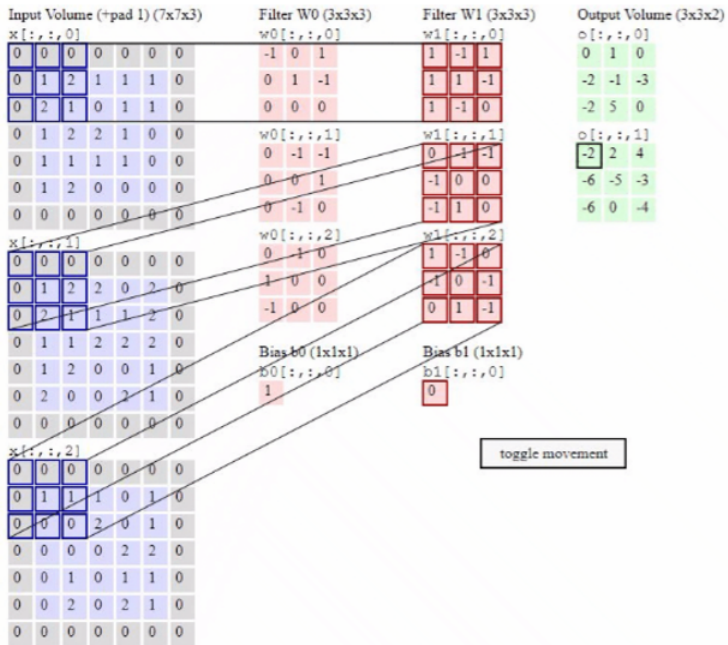 Input Volume (+pad 1) (7x7x3)
x[:,:,0]
0 0 0 0 0 0 0
0 1 2 1 1 1 0
0 2 1 0 1 1 0
0 1 2 2 1 0 0
0 1 1 1 1 0 0
0 1 2 0 0 0 0
0 0 0 0 0 0 0
x[:,:,1]
0 0 0 0 0 0 0
0 1 2 2 0 2 0
0 2 1 1 1 2 0
0 1 1 2 2 2 0
0 1 2 0 0 1 0
0 2 0 0 2 1 0
0 0 0 0 0 0 0
x[:,:,2]
0 0 0 0 0 0 0
0 1 1 1 0 1 0
0 0 0 2 0 1 0
0 0 0 0 2 2 0
0 0 1 0 1 1 0
0 0 2 0 2 1 0
0 0 0 0 0 0 0
Filter W0 (3x3x3)
w0[:,:,0]
-1 0 1
0 1 -1
0 0 0
w0[:,:,1]
0 -1 -1
0 0 1
0 -1 0
w0[:,:,2]
0 -1 0
1 0 0
-1 0 0
Bias b0 (1x1x1)
b0[:,:,0]
1
Filter W1 (3x3x3)
w1[:,:,0]
1 -1 1
1 1 -1
1 -1 0
w1[:,:,1]
0 -1 -1
-1 0 0
-1 1 0
w1[:,:,2]
1 -1 0
-1 0 -1
0 1 -1
Bias b1 (1x1x1)
b1[:,:,0]
0
Output Volume (3x3x2)
o[:,:,0]
0 1 0
-2 -1 -3
-2 5 0
o[:,:,1]
-2 2 4
-6 -5 -3
-6 0 -4
toggle movement